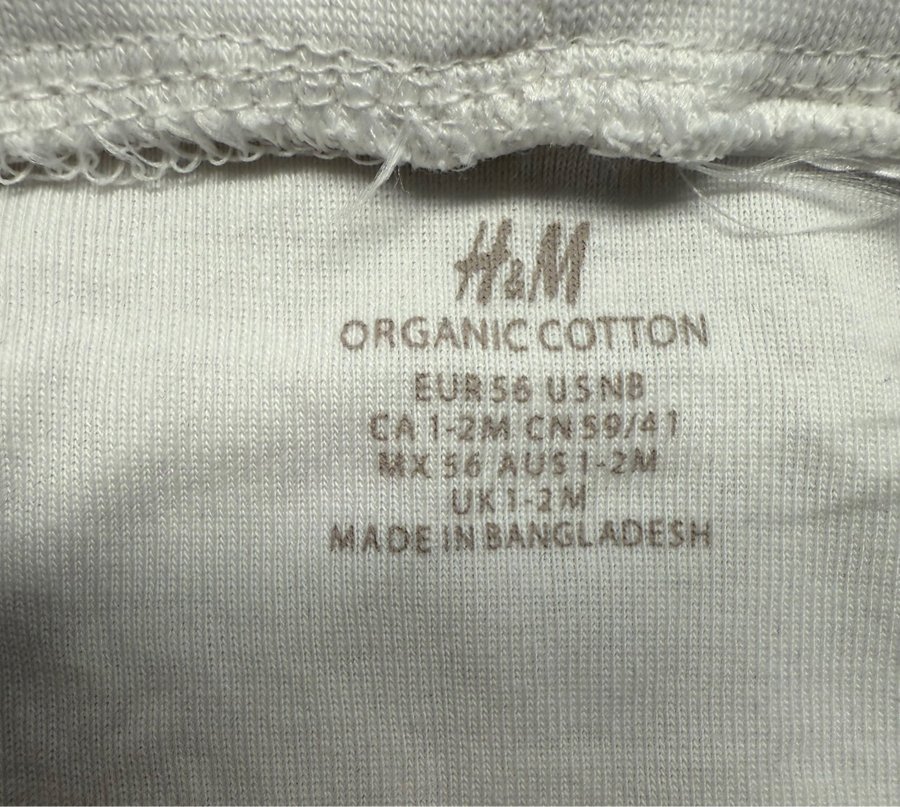 H&M
ORGANIC COTTON
EUR 56 US NB
CA 1-2M CN 59/41
MX 56 AUS 1-2M
UK 1-2M
MADE IN BANGLADESH